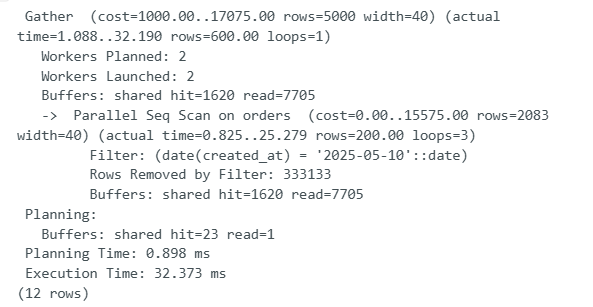 Gather  (cost=1000.00..17075.00 rows=5000 width=40) (actual
time=1.088..32.190 rows=600.00 loops=1)
   Workers Planned: 2
   Workers Launched: 2
   Buffers: shared hit=1620 read=7705
   ->  Parallel Seq Scan on orders  (cost=0.00..15575.00 rows=2083
width=40) (actual time=0.825..25.279 rows=200.00 loops=3)
         Filter: (date(created_at) = '2025-05-10'::date)
         Rows Removed by Filter: 333133
         Buffers: shared hit=1620 read=7705
 Planning:
   Buffers: shared hit=23 read=1
 Planning Time: 0.898 ms
 Execution Time: 32.373 ms
(12 rows)